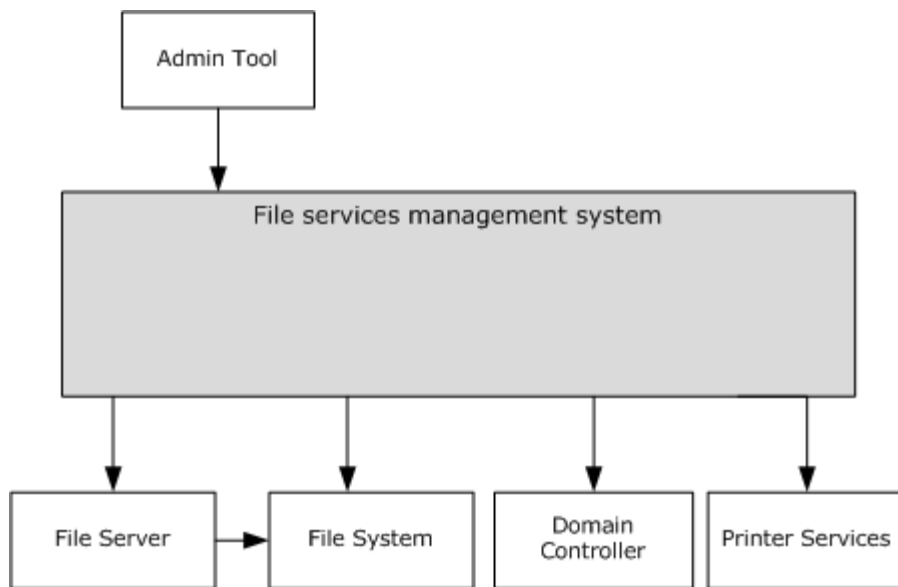 Admin Tool
File services management system
File Server
File System
Domain
Controller
Printer Services